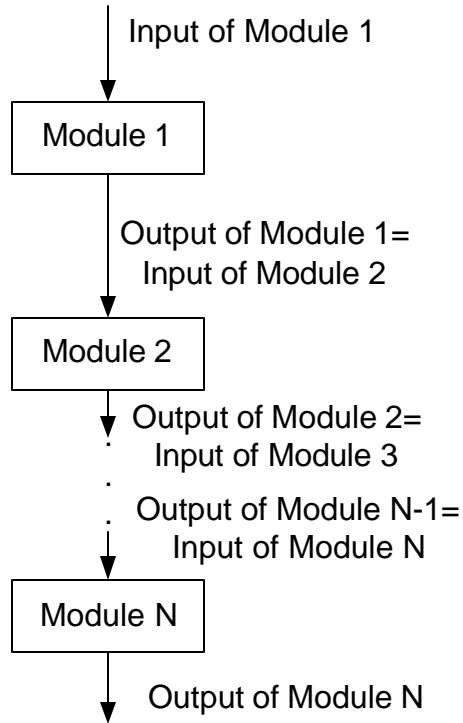 Input of Module 1
Module 1
Output of Module 1=
Input of Module 2
Module 2
Output of Module 2=
Input of Module 3
Output of Module N-1=
Input of Module N
Module N
Output of Module N